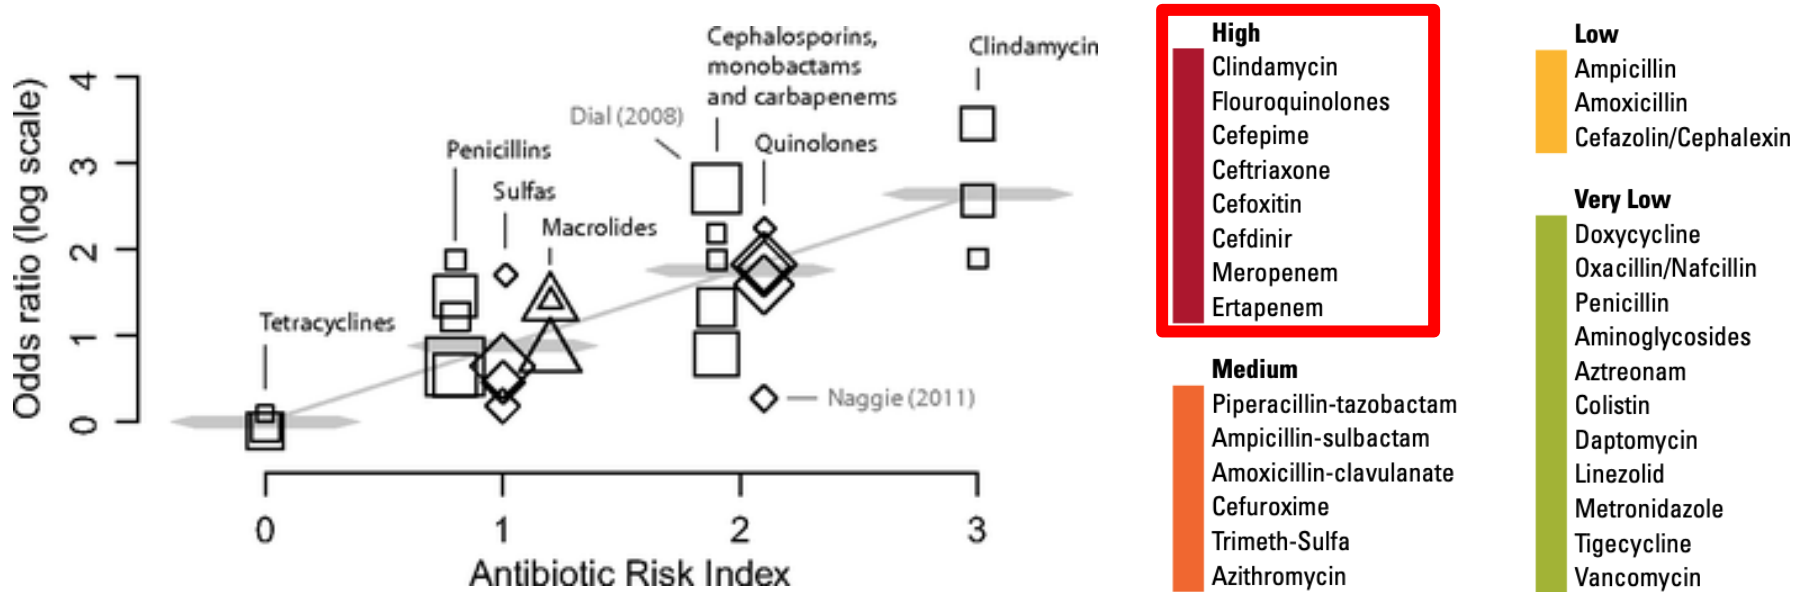 Cephalosporins,
monobactams
and carbapenems
Clindamycin
Dial (2008)
Quinolones
Penicillins
Sulfas
Macrolides
Tetracyclines
Naggie (2011)
Odds ratio (log scale)
4
3
2
1
0
0 1 2 3
Antibiotic Risk Index
High
Clindamycin
Flouroquinolones
Cefepime
Ceftriaxone
Cefoxitin
Cefdinir
Meropenem
Ertapenem
Medium
Piperacillin-tazobactam
Ampicillin-sulbactam
Amoxicillin-clavulanate
Cefuroxime
Trimeth-Sulfa
Azithromycin
Low
Ampicillin
Amoxicillin
Cefazolin/Cephalexin
Very Low
Doxycycline
Oxacillin/Nafcillin
Penicillin
Aminoglycosides
Aztreonam
Colistin
Daptomycin
Linezolid
Metronidazole
Tigecycline
Vancomycin